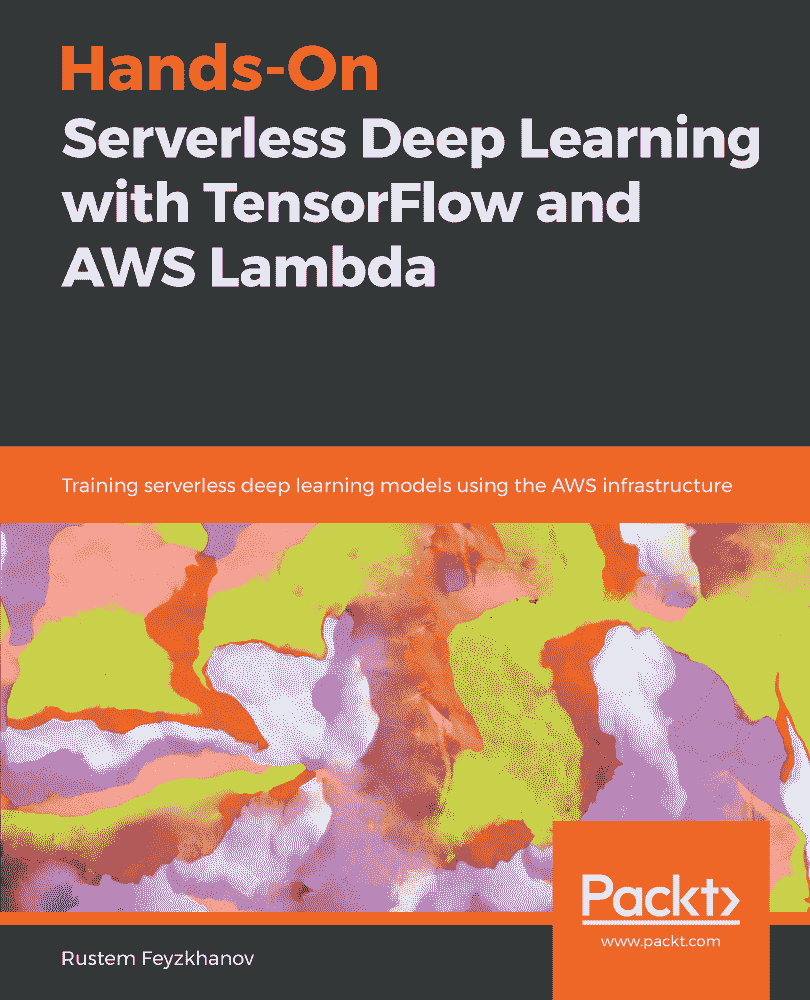 Hands-On
Serverless Deep Learning
with TensorFlow and
AWS Lambda
Training serverless deep learning models using the AWS infrastructure
Packt>
www.packt.com
Rustem Feyzkhanov